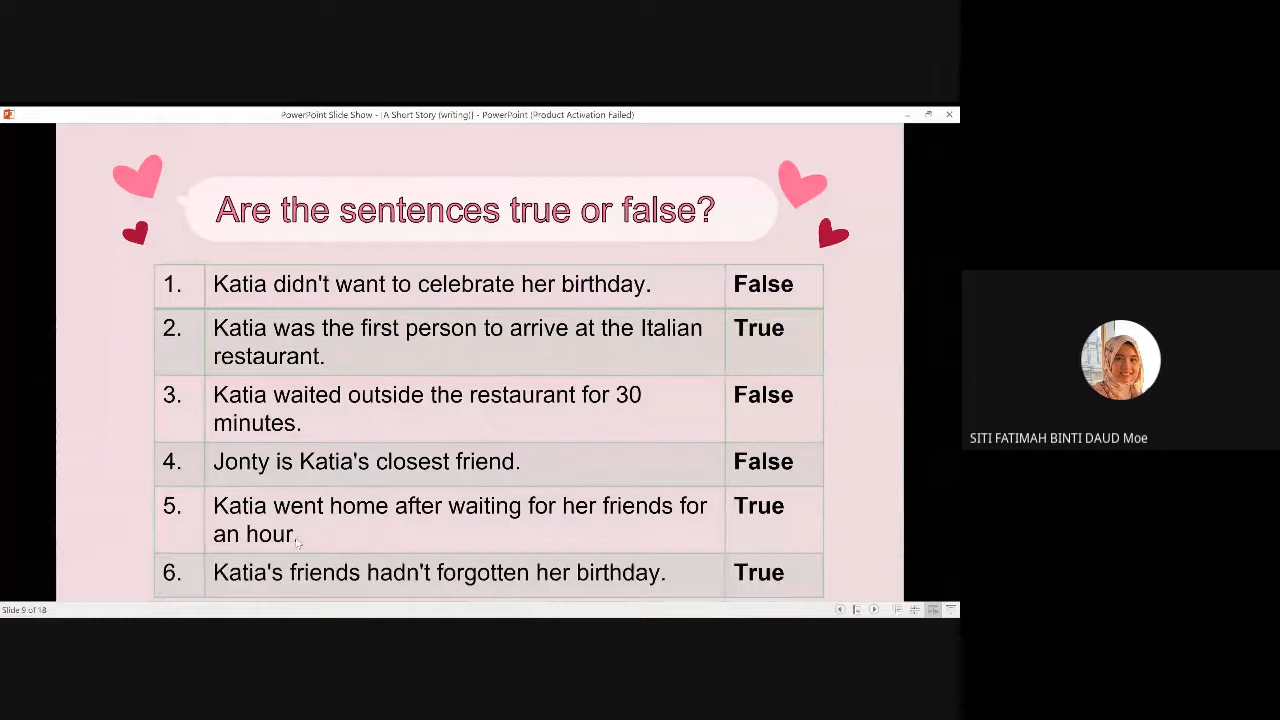 PowerPoint Slide Show - [A Short Story (writing)] - PowerPoint (Product Activation Failed)
Are the sentences true or false?
1. Katia didn't want to celebrate her birthday. False
2. Katia was the first person to arrive at the Italian True
restaurant.
3. Katia waited outside the restaurant for 30 False
minutes.
4. Jonty is Katia's closest friend. False
5. Katia went home after waiting for her friends for True
an hour.
6. Katia's friends hadn't forgotten her birthday. True
SITI FATIMAH BINTI DAUD Moe
Slide 9 of 18